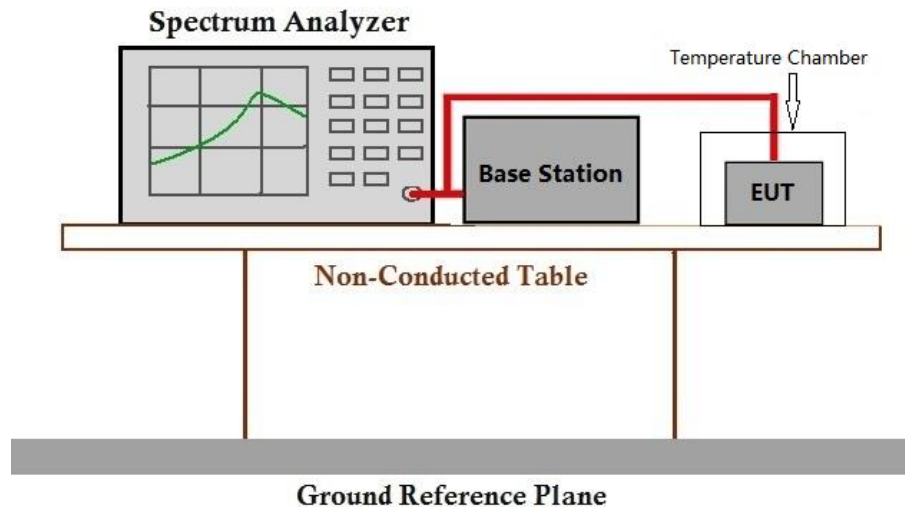 Spectrum Analyzer
Temperature Chamber
Base Station
EUT
Non-Conducted Table
Ground Reference Plane